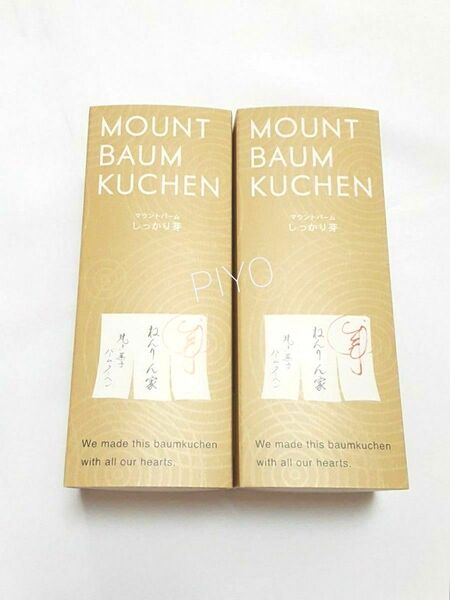 MOUNT
BAUM
KUCHEN
マウントバーム
しっかり芽
芽
ねんりん家
We made this baumkuchen
with all our hearts.
MOUNT
BAUM
KUCHEN
マウントバーム
しっかり芽
芽
ねんりん家
We made this baumkuchen
with all our hearts.
PIYO